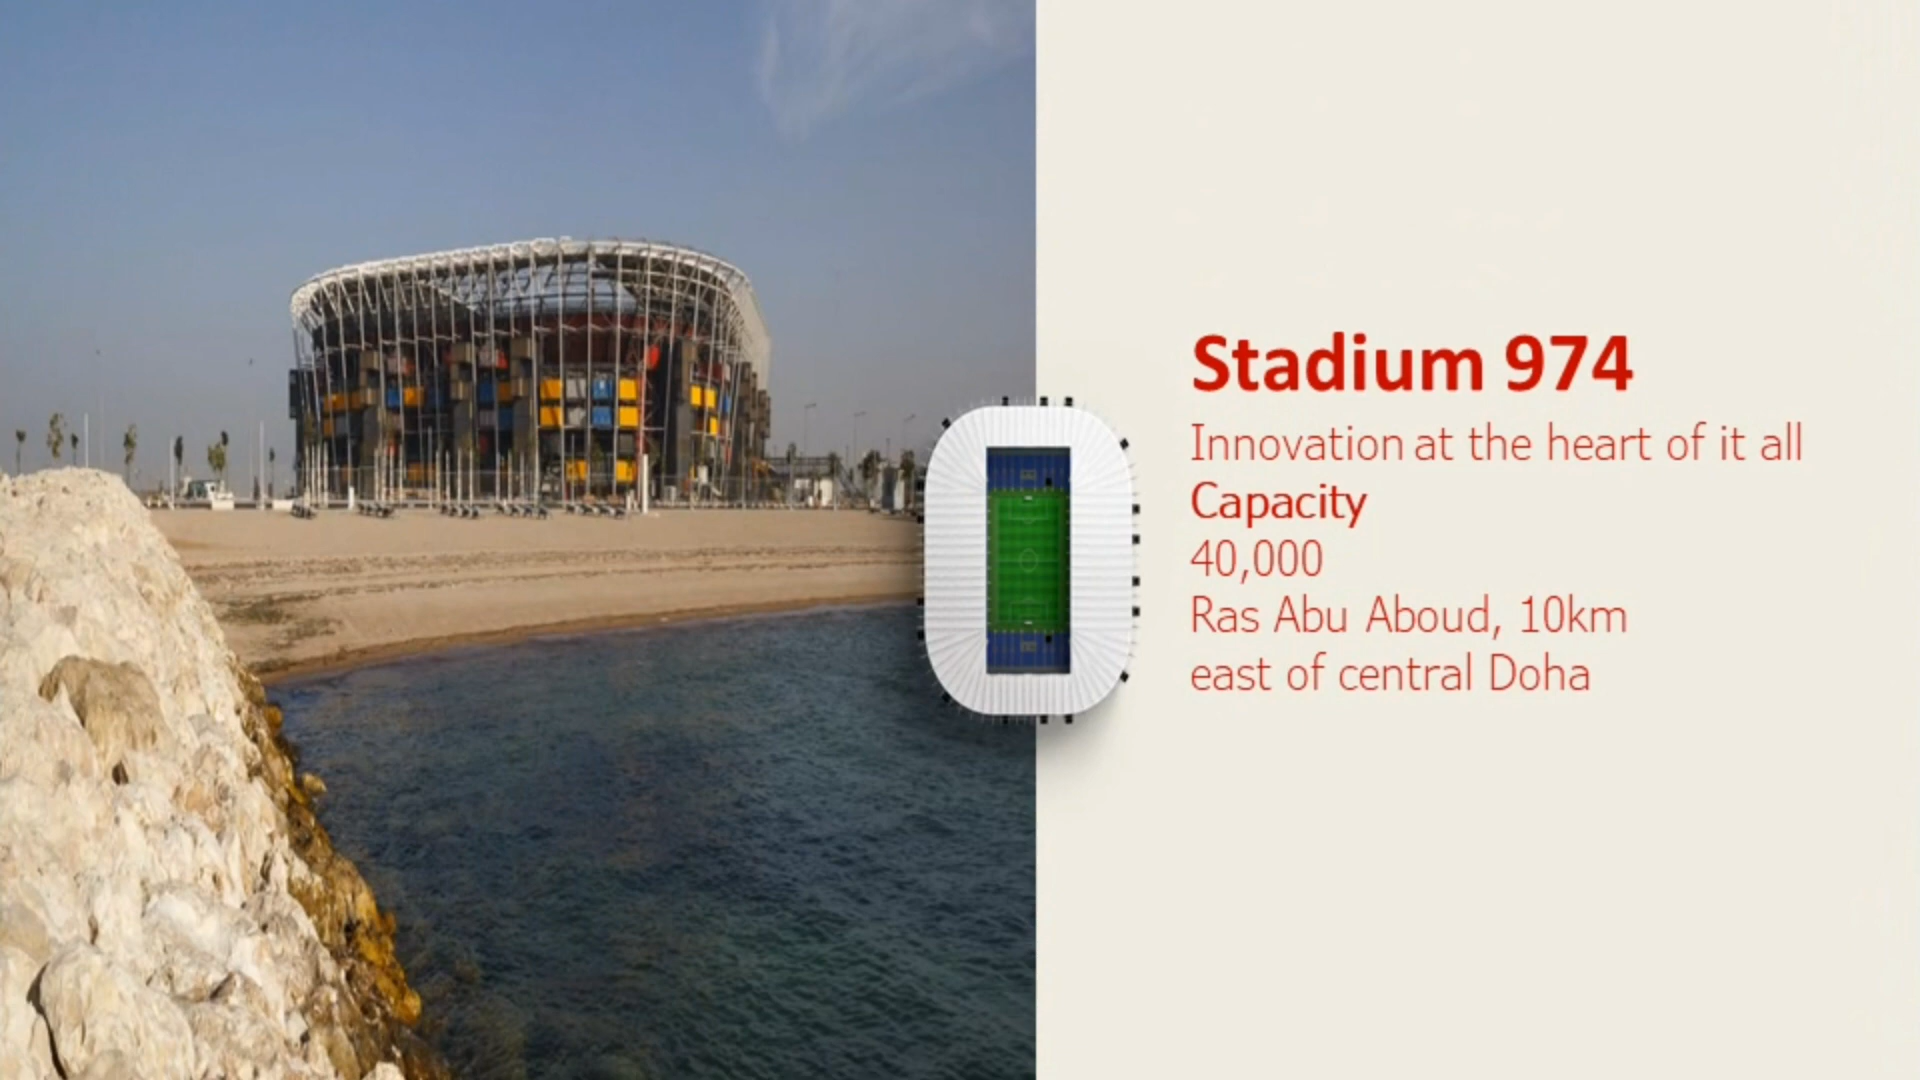 Stadium 974
Innovation at the heart of it all
Capacity
40,000
Ras Abu Aboud, 10km
east of central Doha